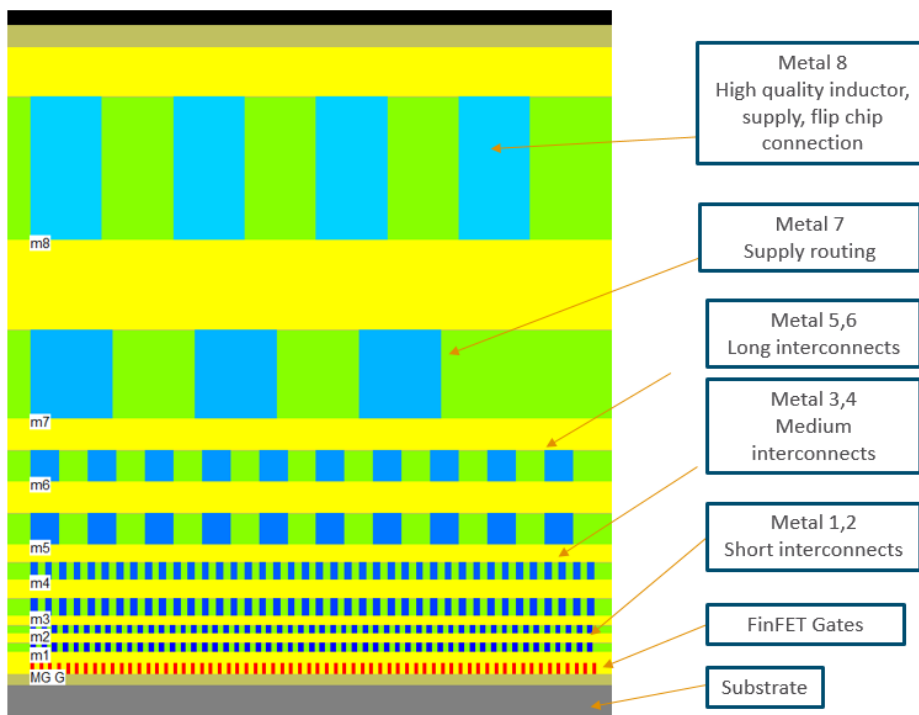 Metal 8
High quality inductor,
supply, flip chip
connection
m8
Metal 7
Supply routing
m7
Metal 5,6
Long interconnects
m6
Metal 3,4
Medium
interconnects
m5
Metal 1,2
Short interconnects
m4
m3
m2
m1
FinFET Gates
MG G
Substrate